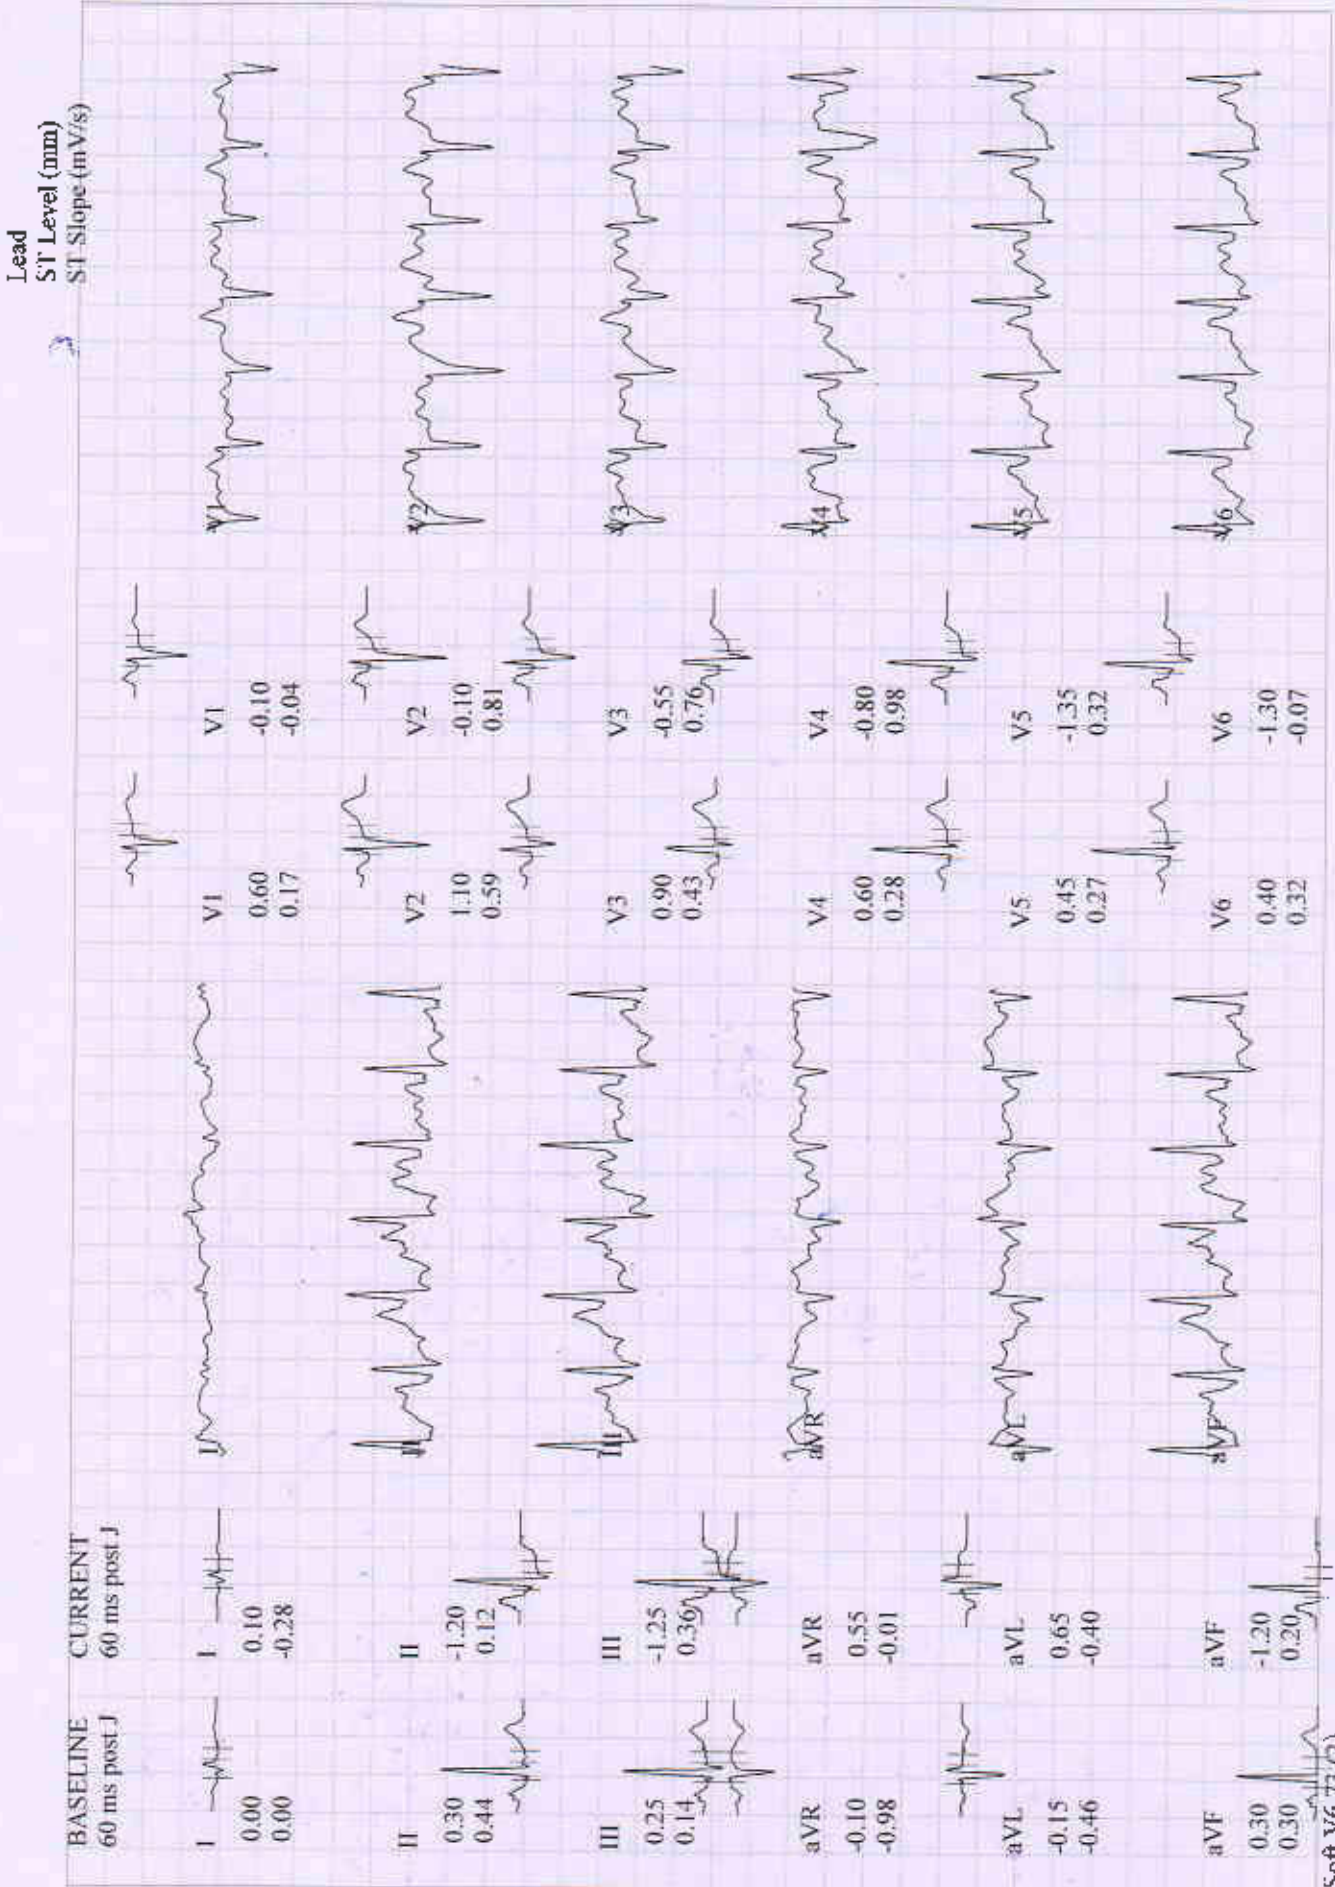 Lead
ST Level (mm)
ST Slope (mV/s)
BASELINE
60 ms post J
CURRENT
60 ms post J
I
0.00
0.00
I
0.10
-0.28
I
V1
0.60
0.17
V1
-0.10
-0.04
V1
II
0.30
0.44
II
-1.20
0.12
II
V2
1.10
0.59
V2
-0.10
0.81
V2
III
0.25
0.14
III
-1.25
0.36
III
V3
0.90
0.43
V3
-0.55
0.76
V3
aVR
-0.10
-0.98
aVR
0.55
-0.01
aVR
V4
0.60
0.28
V4
-0.80
0.98
V4
aVL
-0.15
-0.46
aVL
0.65
-0.40
aVL
V5
0.45
0.27
V5
-1.35
0.32
V5
aVF
0.30
0.30
aVF
-1.20
0.20
aVF
V6
0.40
0.32
V6
-1.30
-0.07
V6